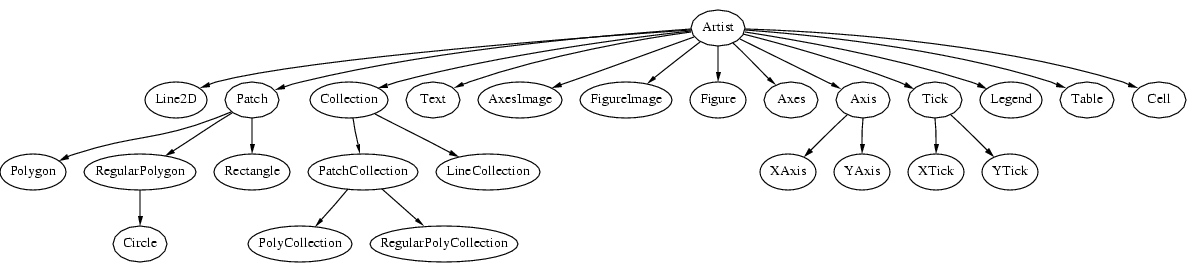 Artist
Line2D
Patch
Collection
Text
AxesImage
FigureImage
Figure
Axes
Axis
Tick
Legend
Table
Cell
Polygon
RegularPolygon
Rectangle
PatchCollection
LineCollection
XAxis
YAxis
XTick
YTick
Circle
PolyCollection
RegularPolyCollection